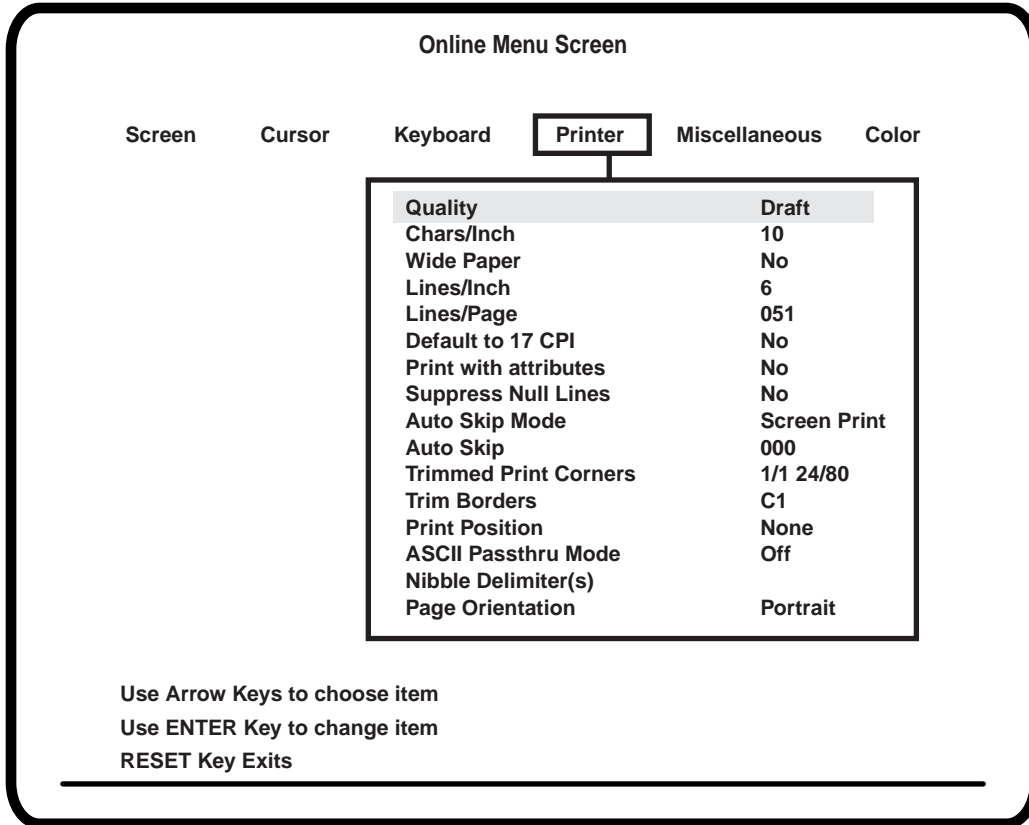 Online Menu Screen
Screen Cursor Keyboard Printer Miscellaneous Color
Quality Draft
Chars/Inch 10
Wide Paper No
Lines/Inch 6
Lines/Page 051
Default to 17 CPI No
Print with attributes No
Suppress Null Lines No
Auto Skip Mode Screen Print
Auto Skip 000
Trimmed Print Corners 1/1 24/80
Trim Borders C1
Print Position None
ASCII Passthru Mode Off
Nibble Delimiter(s)
Page Orientation Portrait
Use Arrow Keys to choose item
Use ENTER Key to change item
RESET Key Exits